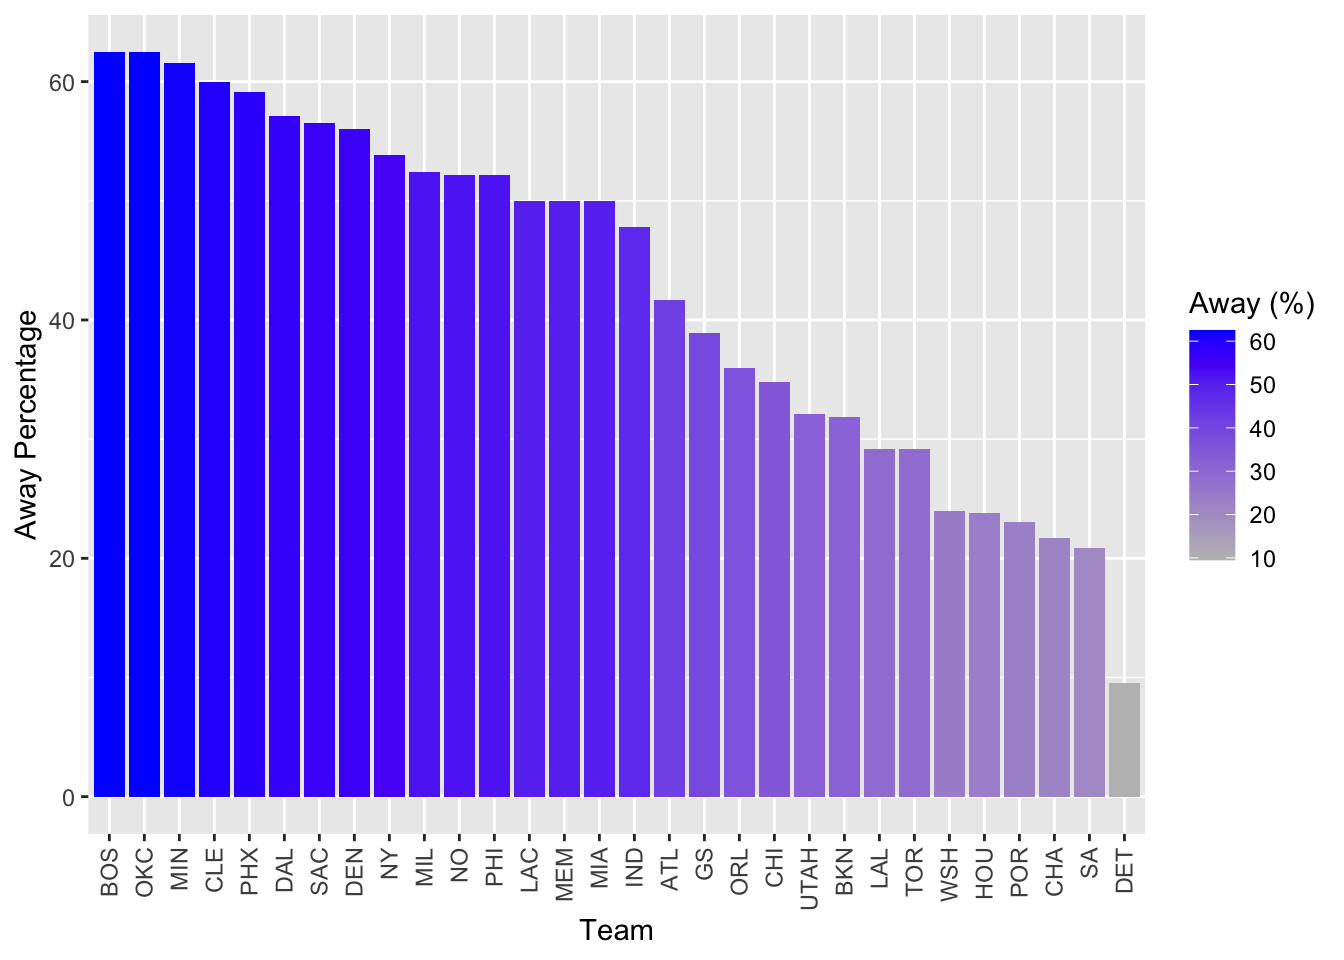 60
40
20
0
Away Percentage
BOS
OKC
MIN
CLE
PHX
DAL
SAC
DEN
NY
MIL
NO
PHI
LAC
MEM
MIA
IND
ATL
GS
ORL
CHI
UTAH
BKN
LAL
TOR
WSH
HOU
POR
CHA
SA
DET
Team
Away (%)
60
50
40
30
20
10